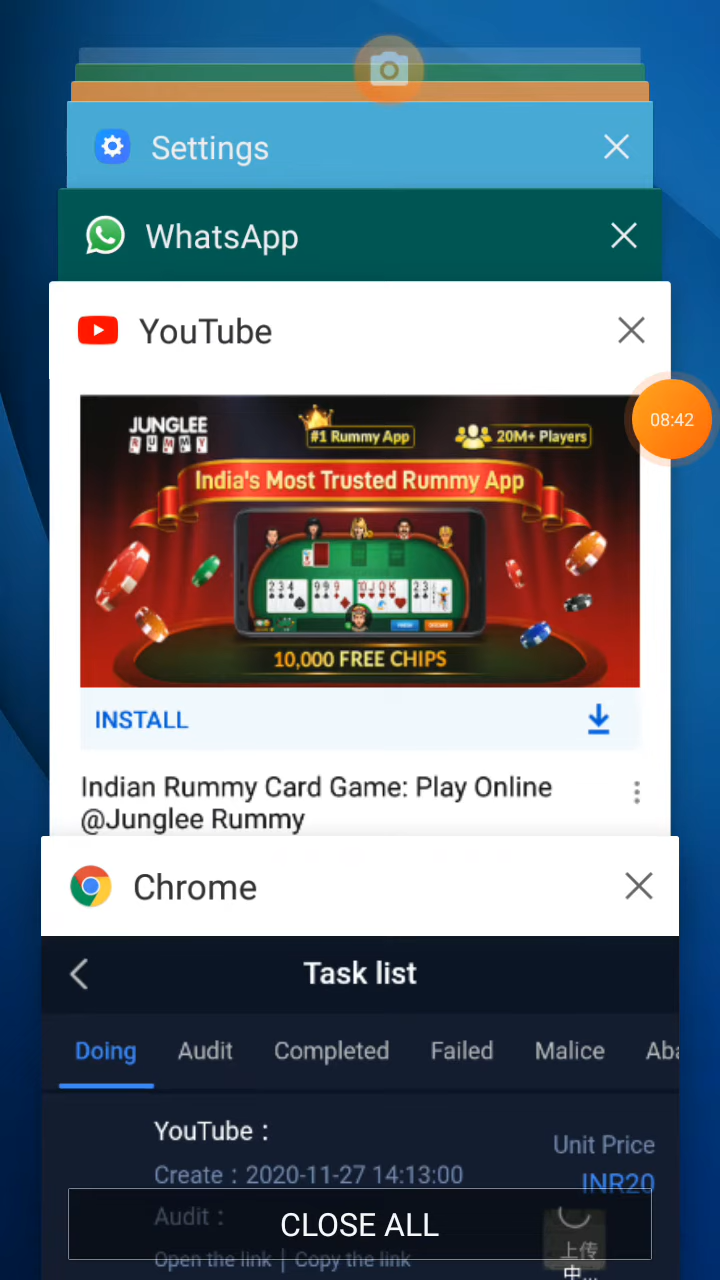 Settings
WhatsApp
YouTube
08:42
JUNGLEE
RUMMY
#1 Rummy App
20M+ Players
India's Most Trusted Rummy App
10,000 FREE CHIPS
INSTALL
Indian Rummy Card Game: Play Online
@Junglee Rummy
Chrome
Task list
Doing Audit Completed Failed Malice Aba
YouTube :
Unit Price
Create : 2020-11-27 14:13:00
INR20
Audit :
CLOSE ALL
上传
中...
Open the link | Copy the link